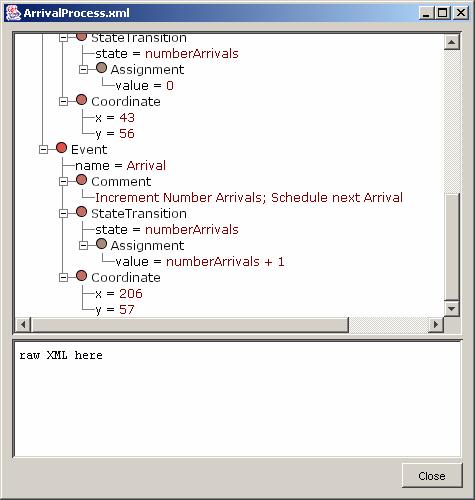 ArrivalProcess.xml
StateTransition
state = numberArrivals
Assignment
value = 0
Coordinate
x = 43
y = 56
Event
name = Arrival
Comment
Increment Number Arrivals; Schedule next Arrival
StateTransition
state = numberArrivals
Assignment
value = numberArrivals + 1
Coordinate
x = 206
y = 57
raw XML here
Close